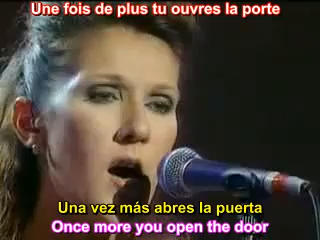 Une fois de plus tu ouvres la porte
Una vez más abres la puerta
Once more you open the door